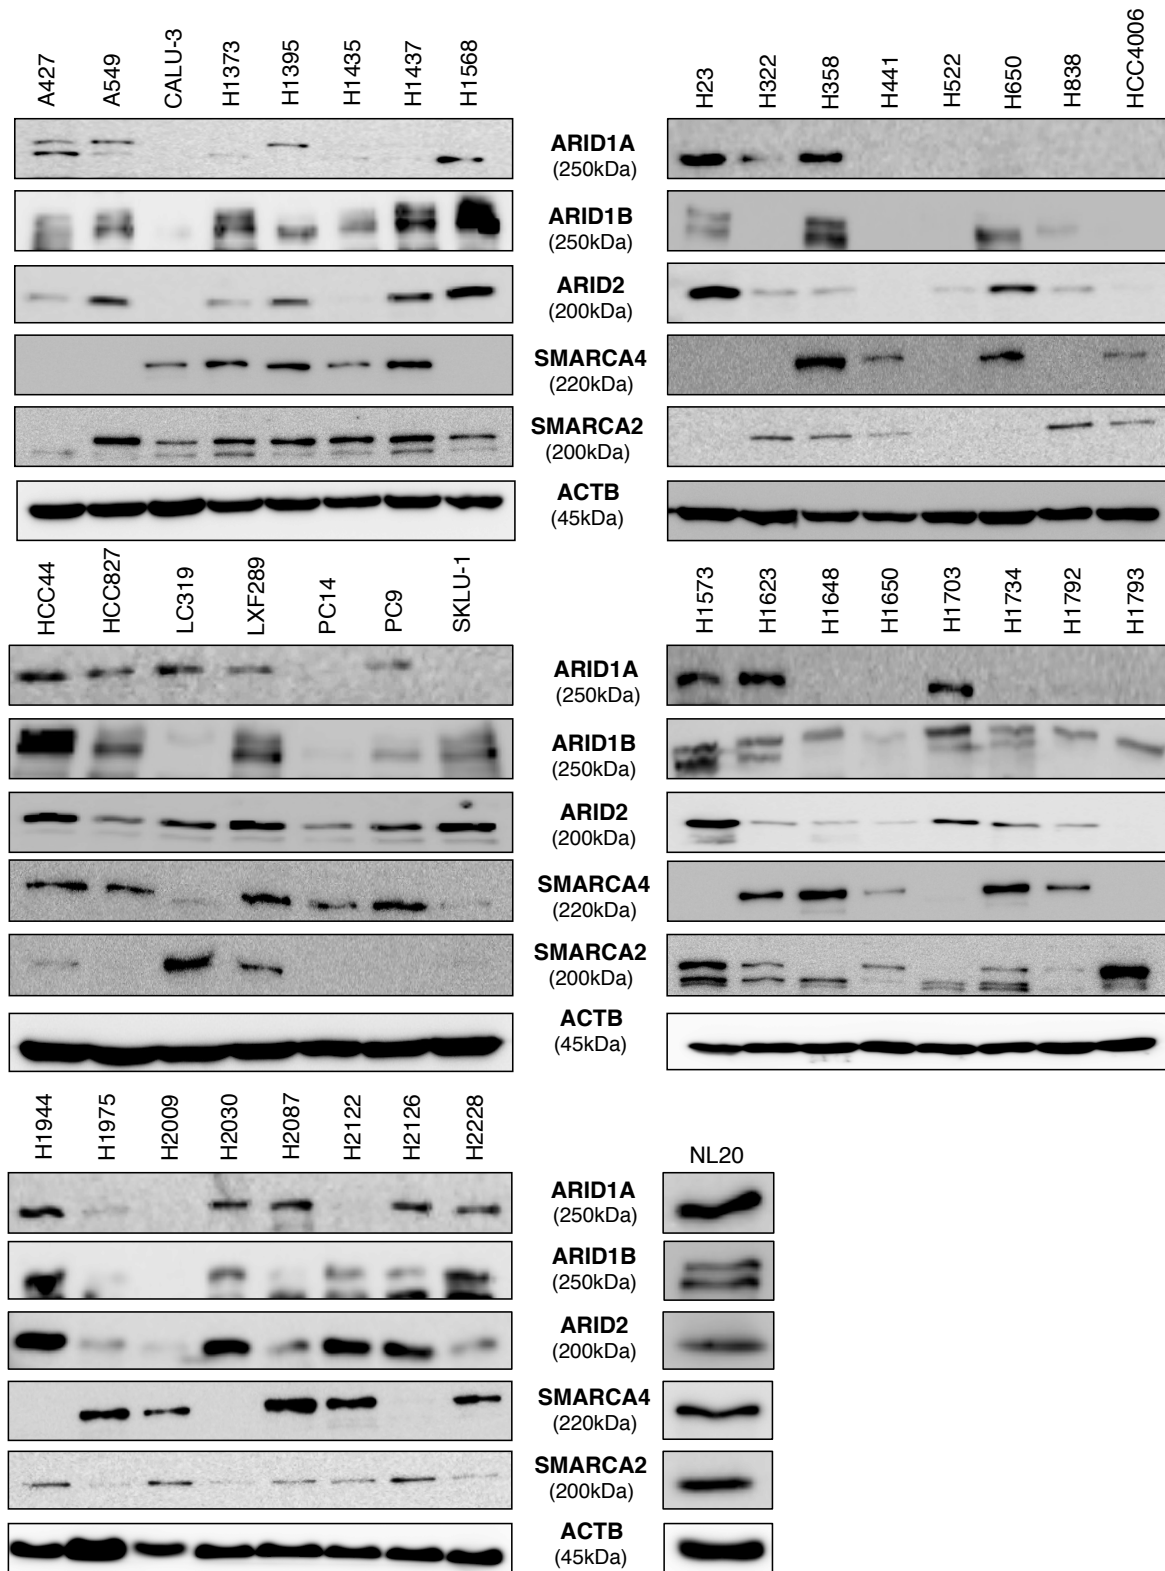 A427
A549
CALU-3
H1373
H1395
H1435
H1437
H1568
H23
H322
H358
H441
H522
H650
H838
HCC4006
ARID1A
(250kDa)
ARID1B
(250kDa)
ARID2
(200kDa)
SMARCA4
(220kDa)
SMARCA2
(200kDa)
ACTB
(45kDa)
HCC44
HCC827
LC319
LXF289
PC14
PC9
SKLU-1
H1573
H1623
H1648
H1650
H1703
H1734
H1792
H1793
ARID1A
(250kDa)
ARID1B
(250kDa)
ARID2
(200kDa)
SMARCA4
(220kDa)
SMARCA2
(200kDa)
ACTB
(45kDa)
H1944
H1975
H2009
H2030
H2087
H2122
H2126
H2228
NL20
ARID1A
(250kDa)
ARID1B
(250kDa)
ARID2
(200kDa)
SMARCA4
(220kDa)
SMARCA2
(200kDa)
ACTB
(45kDa)